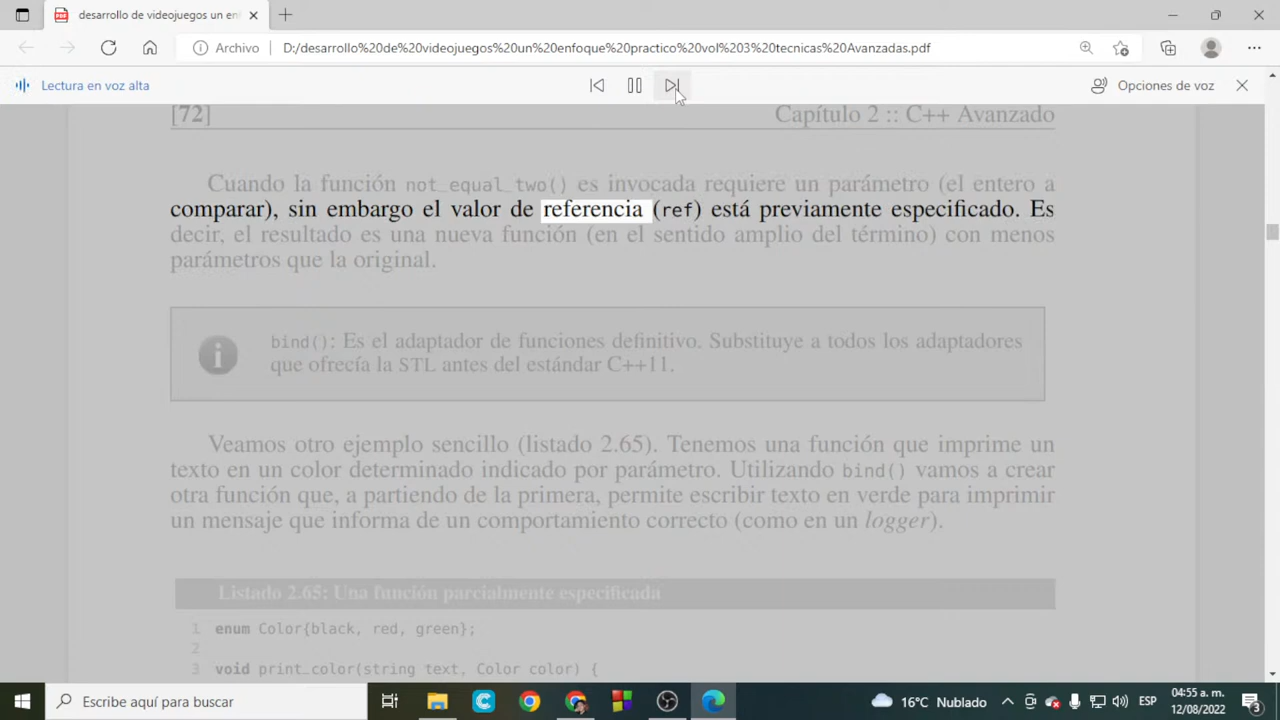 desarrollo de videojuegos un en
Archivo
D:/desarrollo%20de%20videojuegos%20un%20enfoque%20practico%20vol%203%20tecnicas%20Avanzadas.pdf
Lectura en voz alta
Opciones de voz
[72]
Capítulo 2 :: C++ Avanzado
Cuando la función not_equal_two() es invocada requiere un parámetro (el entero a
comparar), sin embargo el valor de referencia (ref) está previamente especificado. Es
decir, el resultado es una nueva función (en el sentido amplio del término) con menos
parámetros que la original.
bind(): Es el adaptador de funciones definitivo. Substituye a todos los adaptadores
que ofrecía la STL antes del estándar C++11.
Veamos otro ejemplo sencillo (listado 2.65). Tenemos una función que imprime un
texto en un color determinado indicado por parámetro. Utilizando bind() vamos a crear
otra función que, a partiendo de la primera, permite escribir texto en verde para imprimir
un mensaje que informa de un comportamiento correcto (como en un logger).
Listado 2.65: Una función parcialmente especificada
1 enum Color{black, red, green};
2
3 void print_color(string text, Color color) {
Escribe aquí para buscar
16°C Nublado
ESP
04:55 a. m.
12/08/2022
3